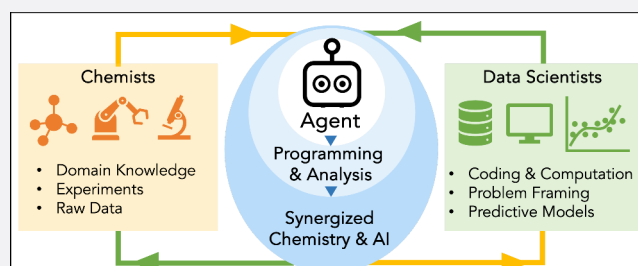 Chemists
• Domain Knowledge
• Experiments
• Raw Data
Agent
Programming
& Analysis
Synergized
Chemistry & AI
Data Scientists
• Coding & Computation
• Problem Framing
• Predictive Models